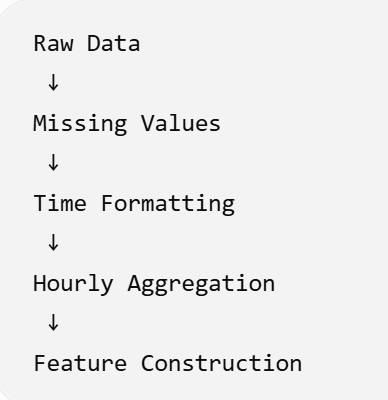 Raw Data
↓
Missing Values
↓
Time Formatting
↓
Hourly Aggregation
↓
Feature Construction